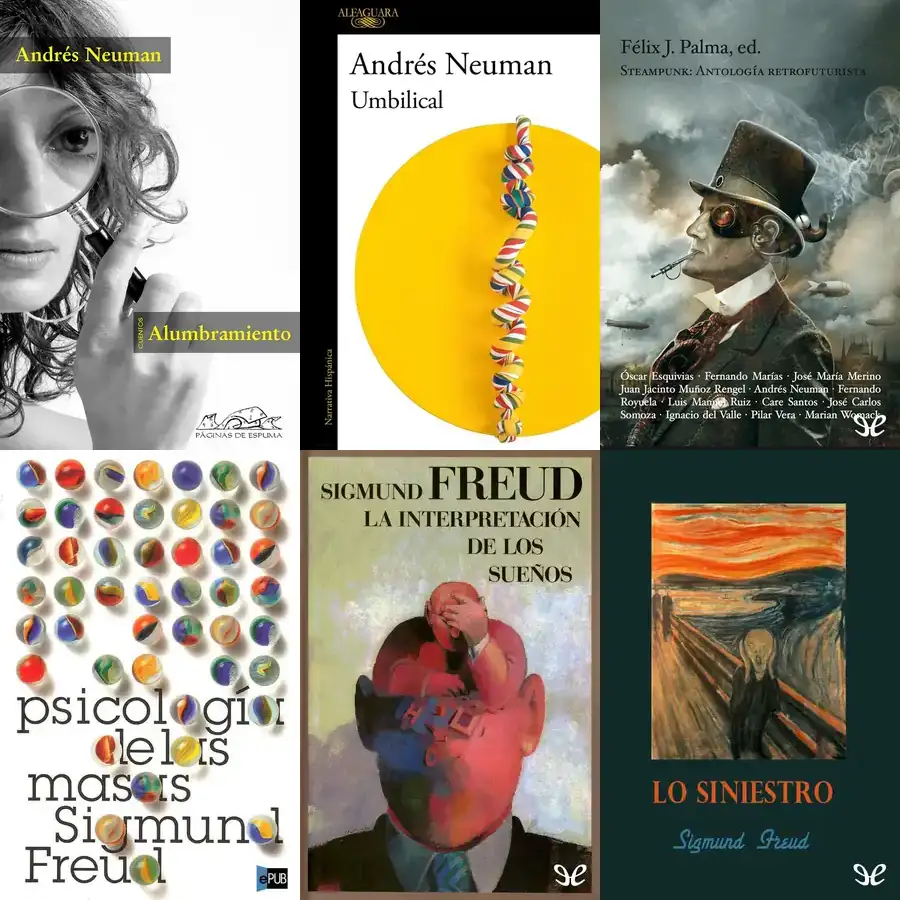 Andrés Neuman
CUENTOS
Alumbramiento
PÁGINAS DE ESPUMA
ALFAGUARA
Andrés Neuman
Umbilical
Narrativa Hispánica
Félix J. Palma, ed.
STEAMPUNK: ANTOLOGÍA RETROFUTURISTA
Óscar Esquivias · Fernando Marías · José María Merino
Juan Jacinto Muñoz Rengel · Andrés Neuman · Fernando
Royuela · Luis Manuel Ruiz · Care Santos · José Carlos
Somoza · Ignacio del Valle · Pilar Vera · Marian Womack
psicología
de las
masas
Sigmund
Freud
ePUB
SIGMUND FREUD
LA INTERPRETACIÓN
DE LOS
SUEÑOS
LO SINIESTRO
Sigmund Freud